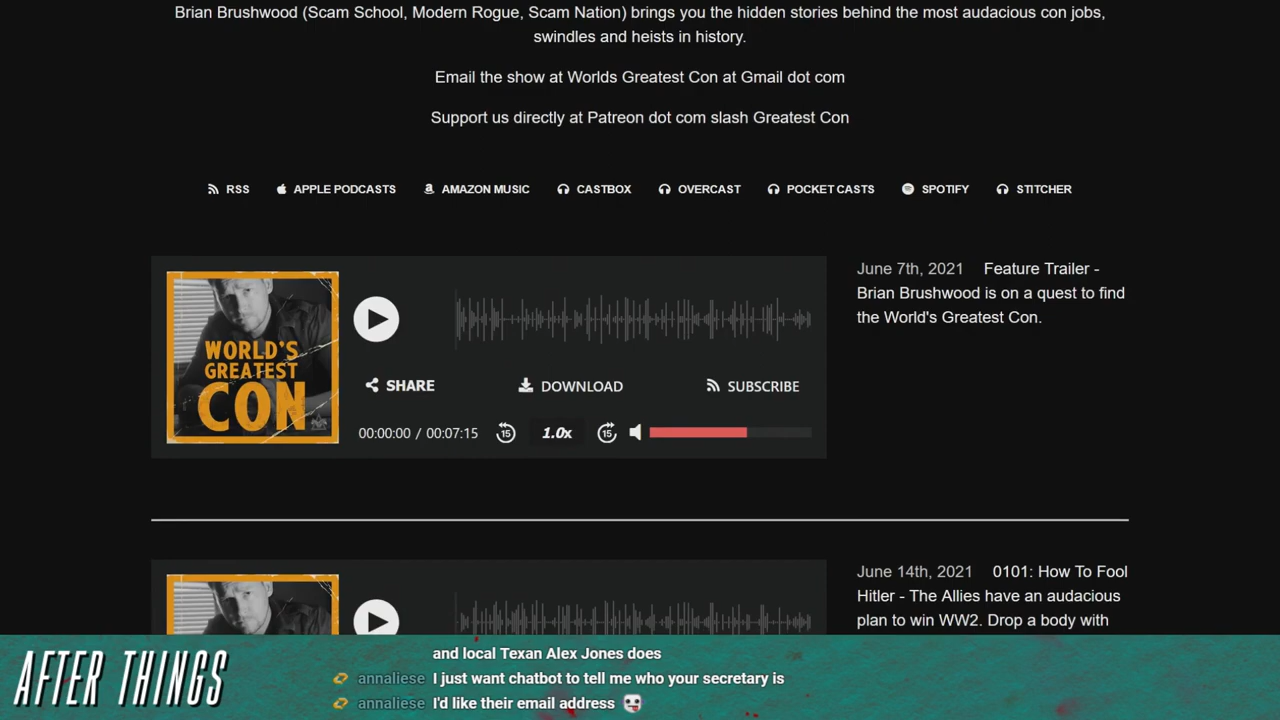 Brian Brushwood (Scam School, Modern Rogue, Scam Nation) brings you the hidden stories behind the most audacious con jobs,
swindles and heists in history.
Email the show at Worlds Greatest Con at Gmail dot com
Support us directly at Patreon dot com slash Greatest Con
RSS APPLE PODCASTS AMAZON MUSIC CASTBOX OVERCAST POCKET CASTS SPOTIFY STITCHER
WORLD'S
GREATEST
CON
SHARE DOWNLOAD SUBSCRIBE
00:00:00 / 00:07:15 15 1.0x 15
June 7th, 2021 Feature Trailer -
Brian Brushwood is on a quest to find
the World's Greatest Con.
June 14th, 2021 0101: How To Fool
Hitler - The Allies have an audacious
plan to win WW2. Drop a body with
AFTER THINGS
and local Texan Alex Jones does
annaliese I just want chatbot to tell me who your secretary is
annaliese I'd like their email address